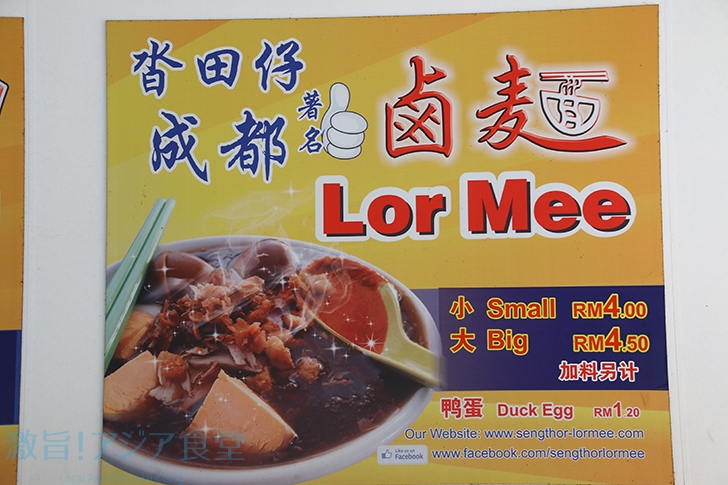 沓田仔
成都
著名
鹵麵
Lor Mee
小 Small RM4.00
大 Big RM4.50
加料另计
鸭蛋 Duck Egg RM1.20
Our Website: www.sengthor-lormee.com
Like us on
Facebook
www.facebook.com/sengthorlormee
激旨!アジア食堂